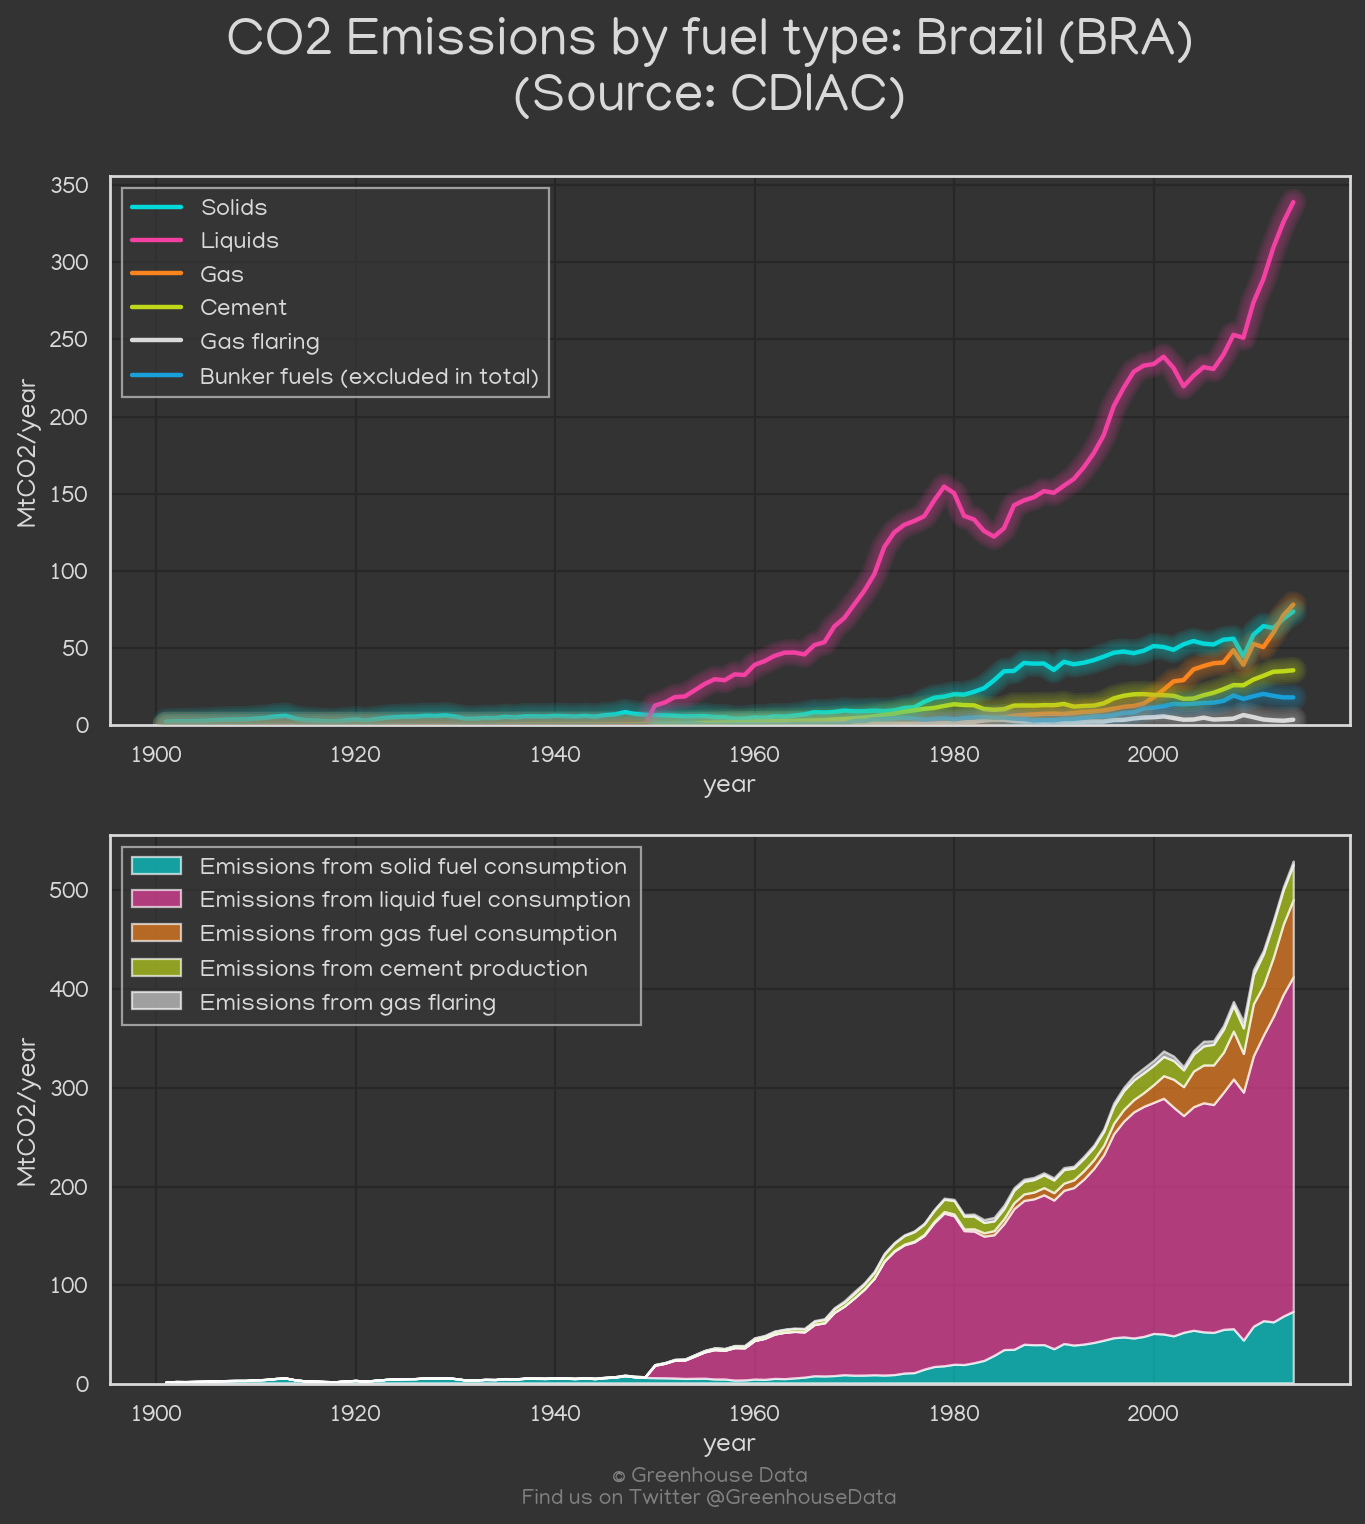 CO2 Emissions by fuel type: Brazil (BRA)
(Source: CDIAC)
350
300
250
200
150
100
50
0
MtCO2/year
Solids
Liquids
Gas
Cement
Gas flaring
Bunker fuels (excluded in total)
1900 1920 1940 1960 1980 2000
year
500
400
300
200
100
0
MtCO2/year
Emissions from solid fuel consumption
Emissions from liquid fuel consumption
Emissions from gas fuel consumption
Emissions from cement production
Emissions from gas flaring
1900 1920 1940 1960 1980 2000
year
© Greenhouse Data
Find us on Twitter @GreenhouseData